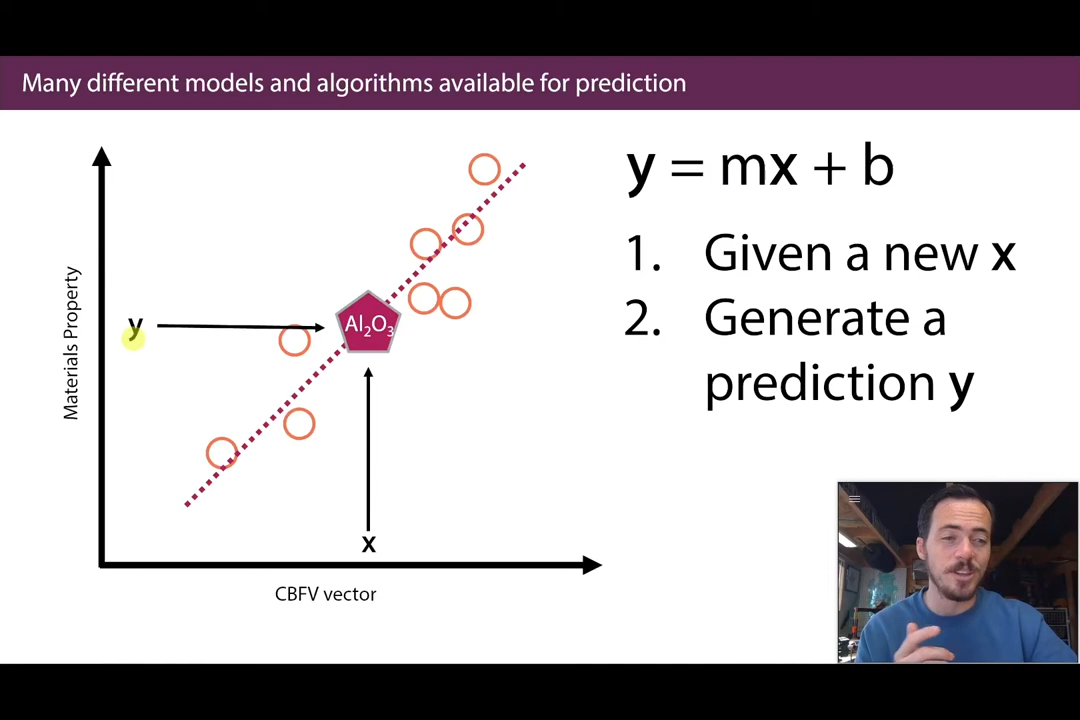 Many different models and algorithms available for prediction
y = mx + b
1. Given a new x
2. Generate a
prediction y
Materials Property
y
Al₂O₃
x
CBFV vector